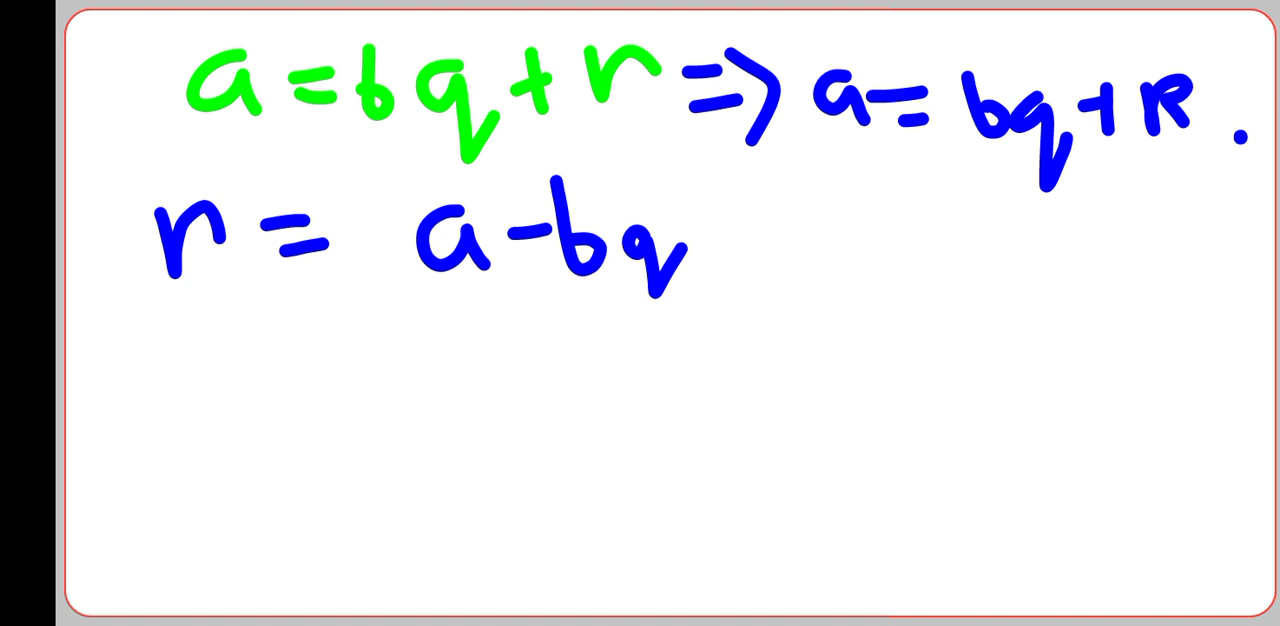 a = bq + r => a = bq + R .
r = a - bq